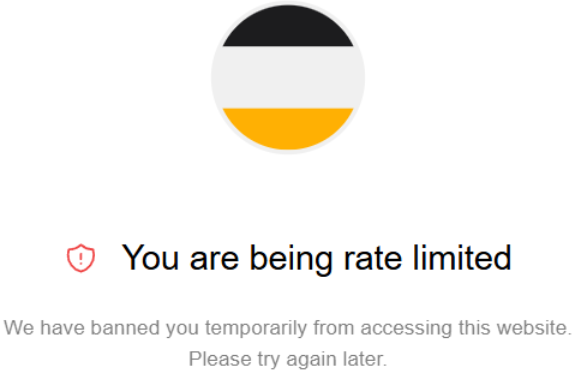 You are being rate limited
We have banned you temporarily from accessing this website.
Please try again later.